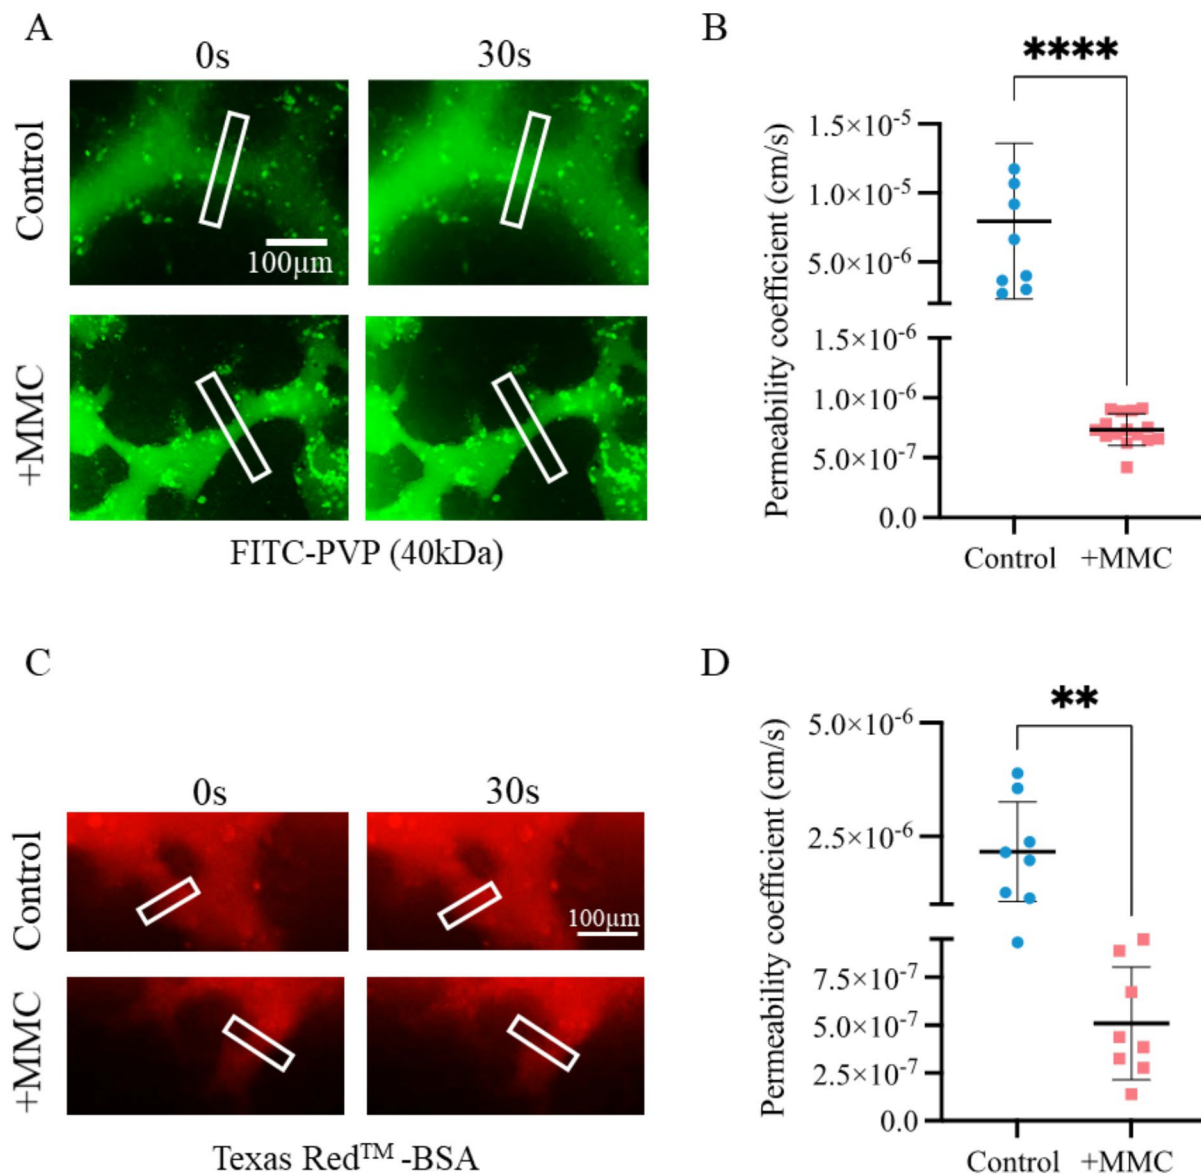 A
0s
30s
Control
100µm
+MMC
FITC-PVP (40kDa)
B
****
Permeability coefficient (cm/s)
1.5×10⁻⁵
1.0×10⁻⁵
5.0×10⁻⁶
1.5×10⁻⁶
1.0×10⁻⁶
5.0×10⁻⁷
0.0
Control +MMC
C
0s
30s
Control
100µm
+MMC
Texas Red™ -BSA
D
**
Permeability coefficient (cm/s)
5.0×10⁻⁶
2.5×10⁻⁶
7.5×10⁻⁷
5.0×10⁻⁷
2.5×10⁻⁷
0.0
Control +MMC